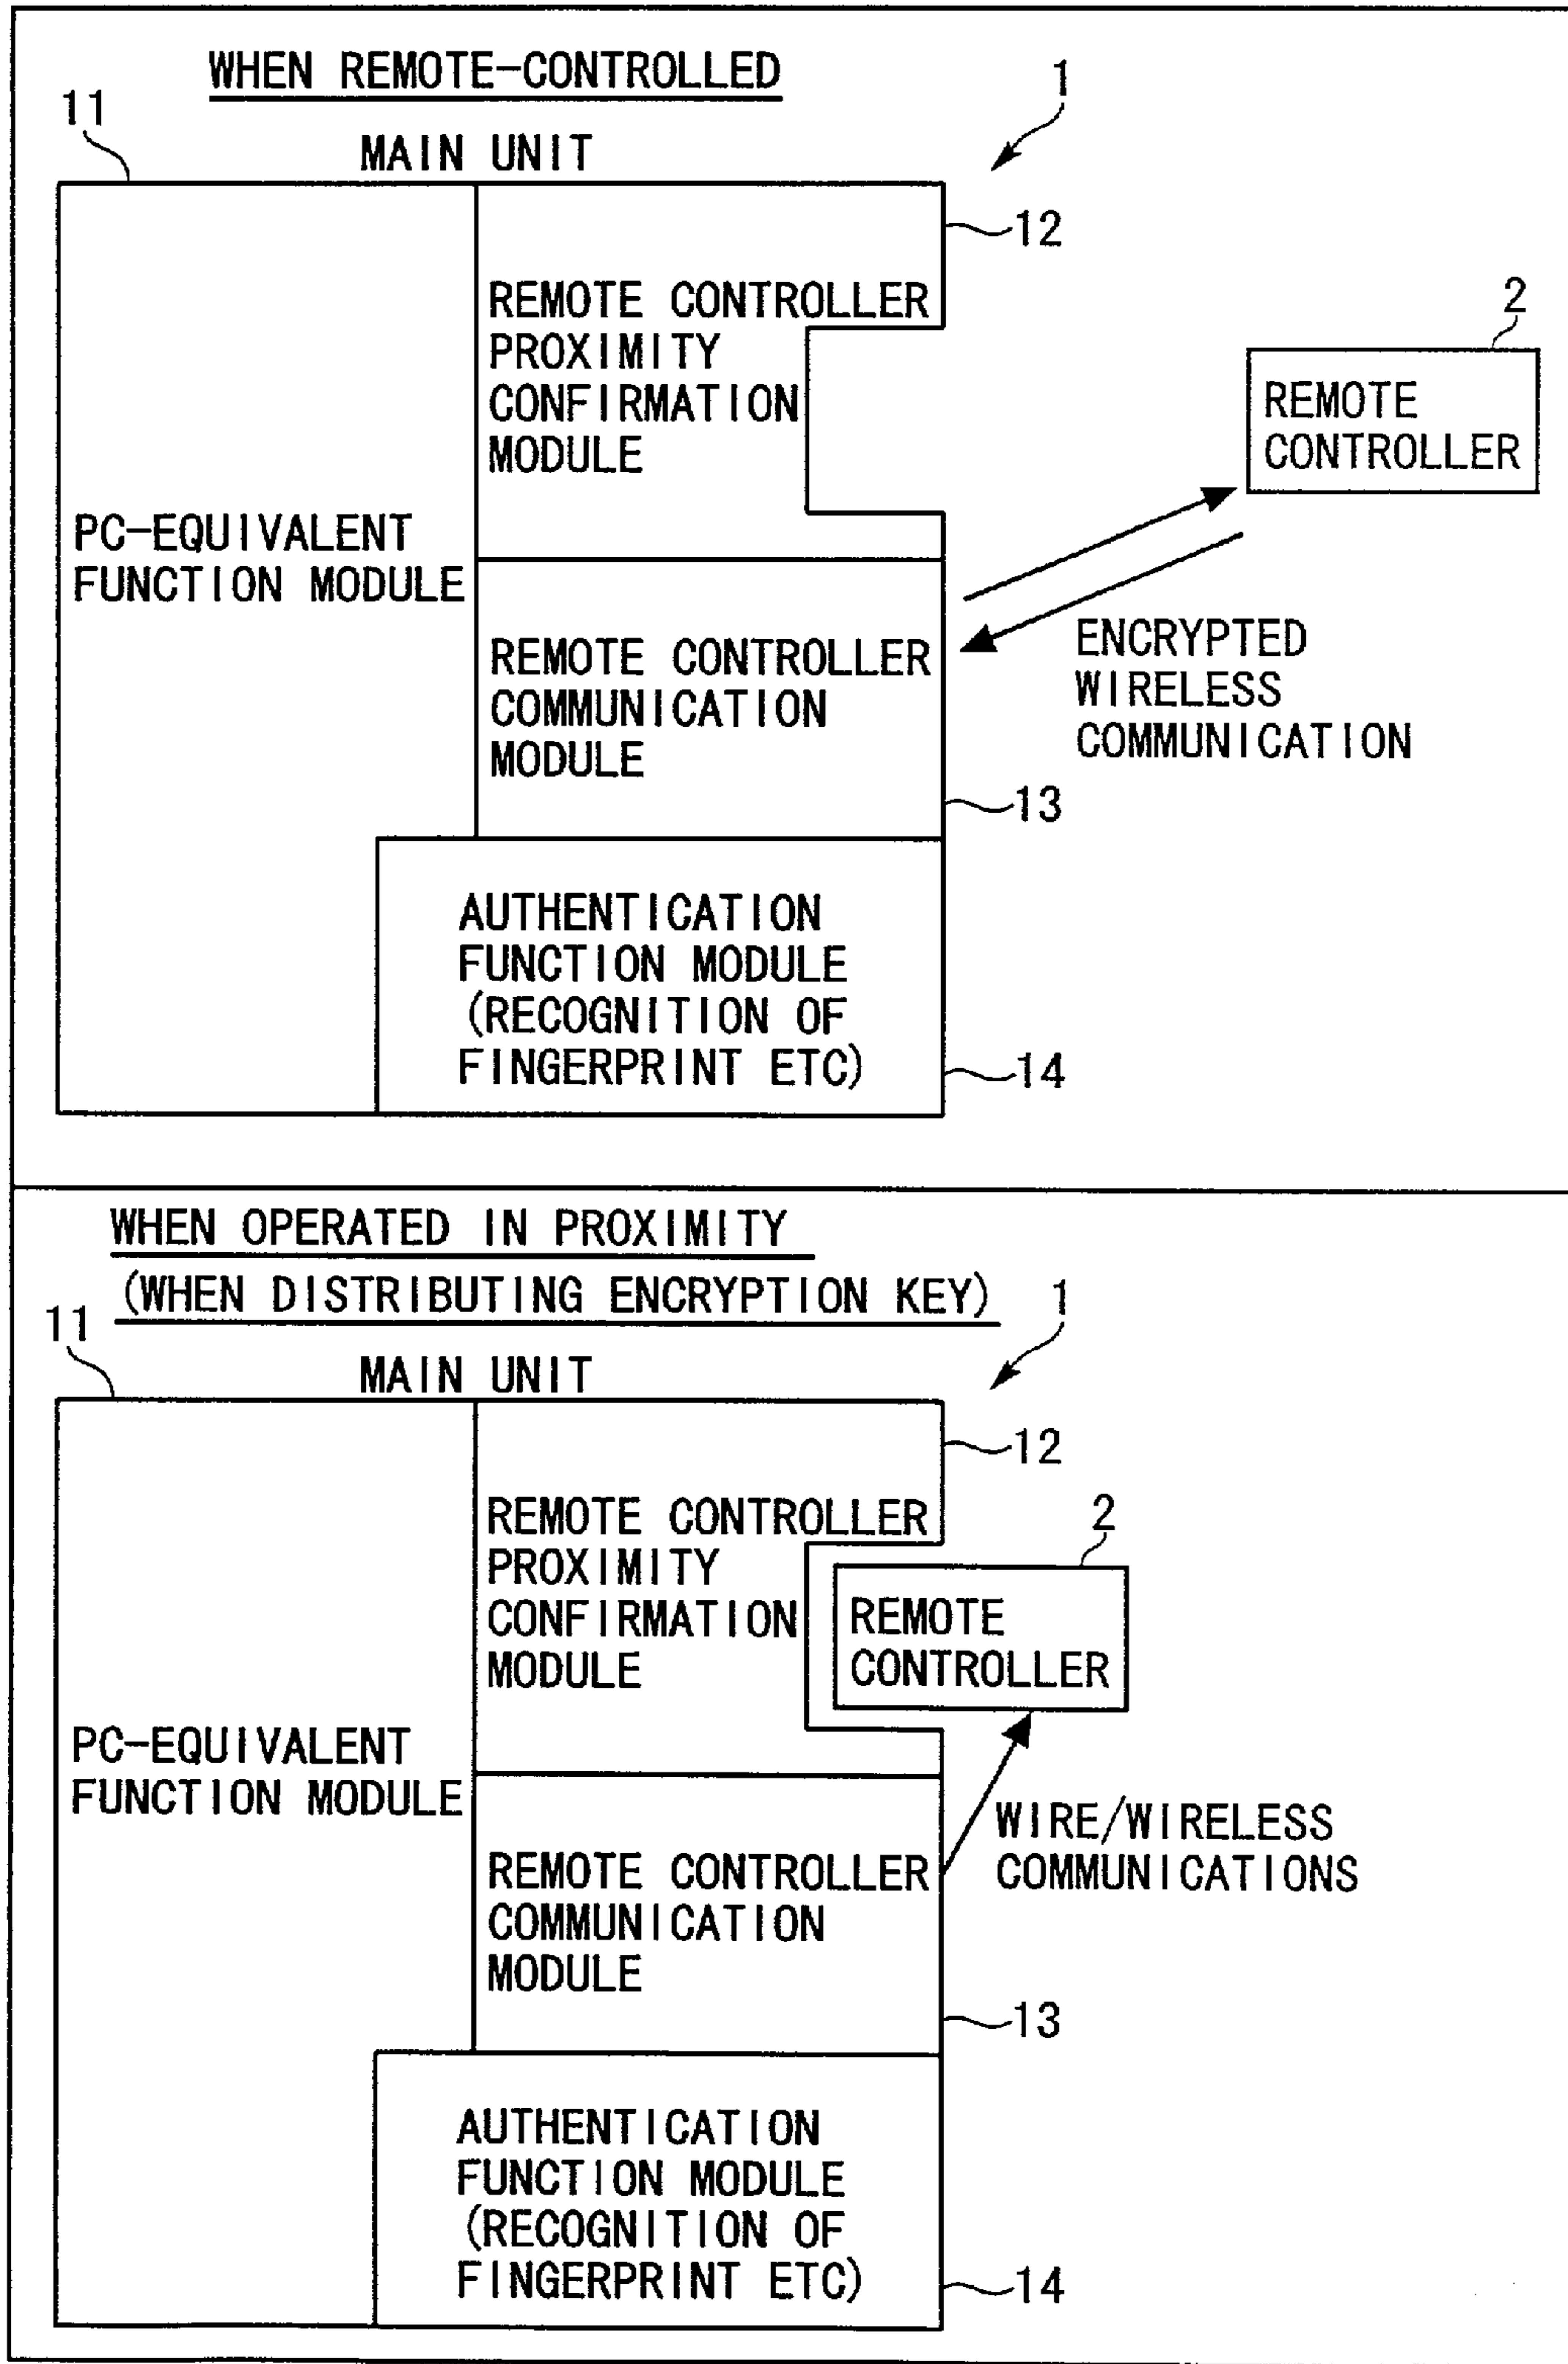 WHEN REMOTE-CONTROLLED
1
11
MAIN UNIT
12
REMOTE CONTROLLER
PROXIMITY
CONFIRMATION
MODULE
2
REMOTE
CONTROLLER
PC-EQUIVALENT
FUNCTION MODULE
REMOTE CONTROLLER
COMMUNICATION
MODULE
ENCRYPTED
WIRELESS
COMMUNICATION
13
AUTHENTICATION
FUNCTION MODULE
(RECOGNITION OF
FINGERPRINT ETC)
14
WHEN OPERATED IN PROXIMITY
(WHEN DISTRIBUTING ENCRYPTION KEY)
1
11
MAIN UNIT
12
REMOTE CONTROLLER
PROXIMITY
CONFIRMATION
MODULE
2
REMOTE
CONTROLLER
PC-EQUIVALENT
FUNCTION MODULE
WIRE/WIRELESS
COMMUNICATIONS
REMOTE CONTROLLER
COMMUNICATION
MODULE
13
AUTHENTICATION
FUNCTION MODULE
(RECOGNITION OF
FINGERPRINT ETC)
14